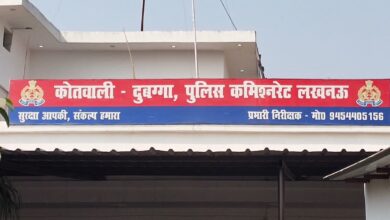 कोतवाली - दुबग्गा, पुलिस कमिश्नरेट लखनऊ
सुरक्षा आपकी, संकल्प हमारा
प्रभारी निरीक्षक - मो0 9454405156